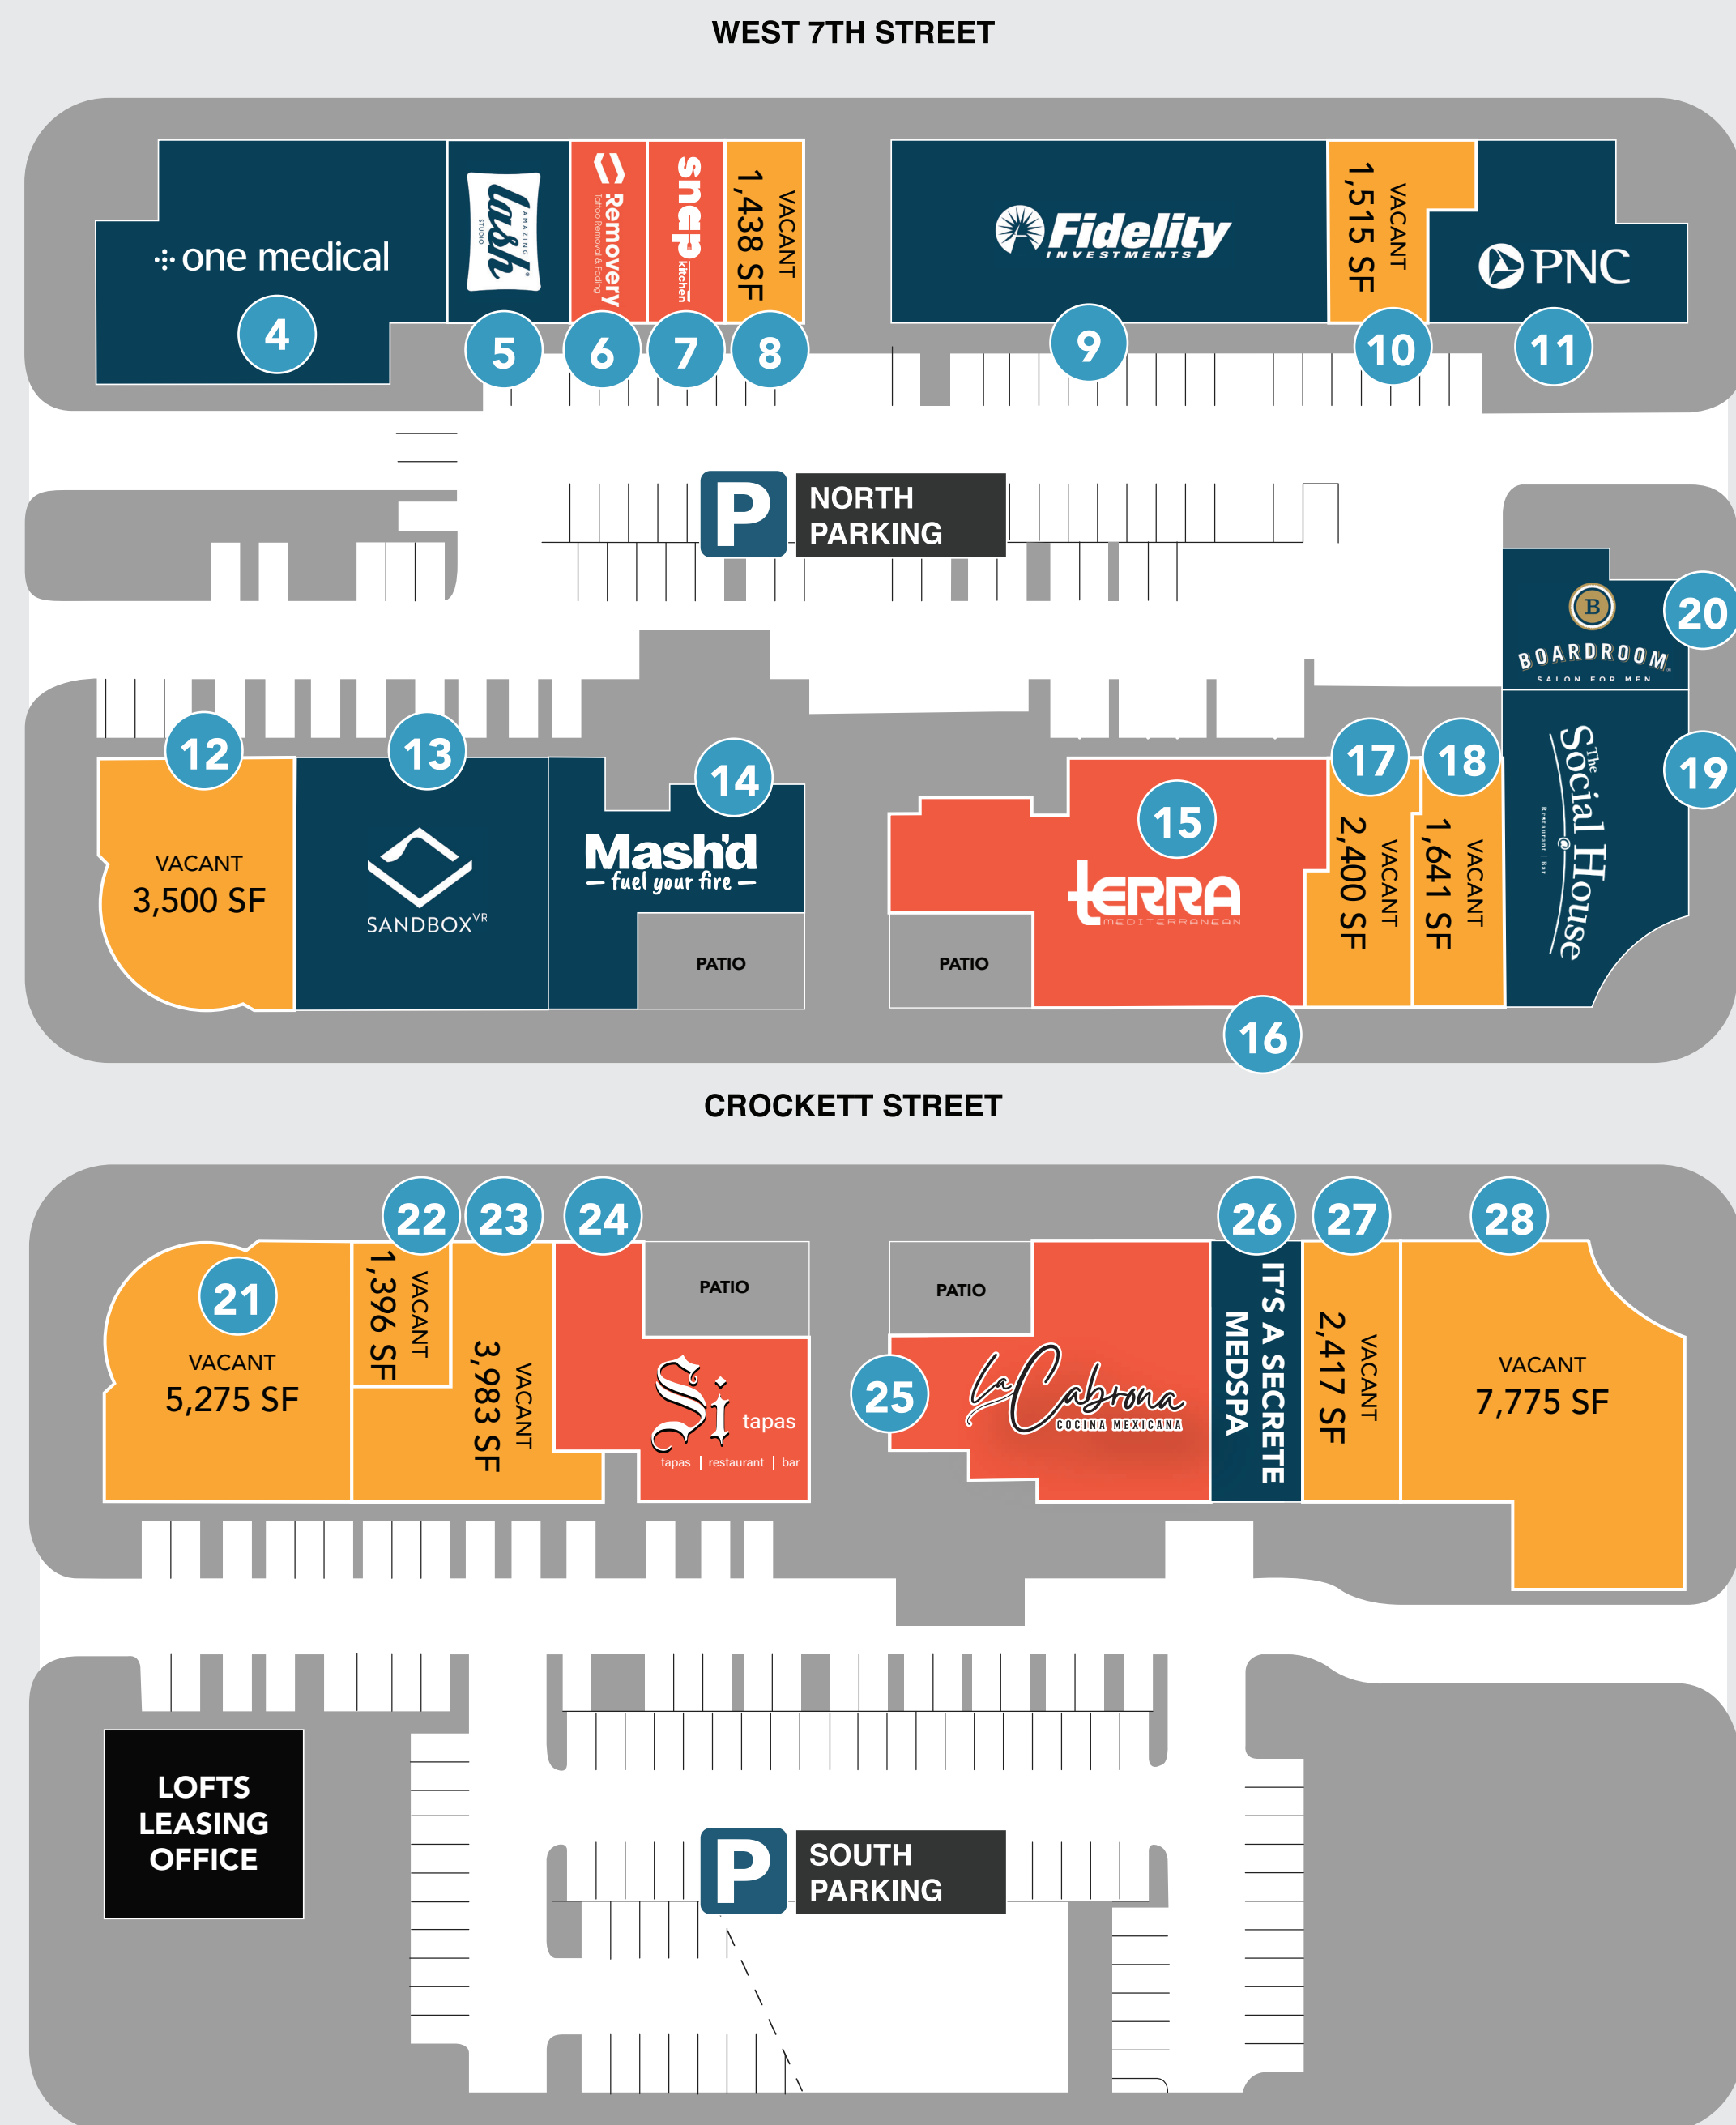 WEST 7TH STREET
one medical
4
AMAZING
lash®
STUDIO
5
Removery
Tattoo Removal & Fading
6
snap
kitchen
7
VACANT
1,438 SF
8
Fidelity
INVESTMENTS
9
VACANT
1,515 SF
10
PNC
11
P
NORTH
PARKING
B
BOARDROOM®
SALON FOR MEN
20
The
Social House
Restaurant | Bar
19
12
VACANT
3,500 SF
13
SANDBOX VR
14
Mash'd
fuel your fire
PATIO
15
tERRA
MEDITERRANEAN
PATIO
16
17
VACANT
2,400 SF
18
VACANT
1,641 SF
CROCKETT STREET
21
VACANT
5,275 SF
22
VACANT
1,396 SF
23
VACANT
3,983 SF
24
PATIO
Si tapas
tapas | restaurant | bar
PATIO
25
La Cabrona
COCINA MEXICANA
26
IT'S A SECRETE
MEDSPA
27
VACANT
2,417 SF
28
VACANT
7,775 SF
LOFTS
LEASING
OFFICE
P
SOUTH
PARKING